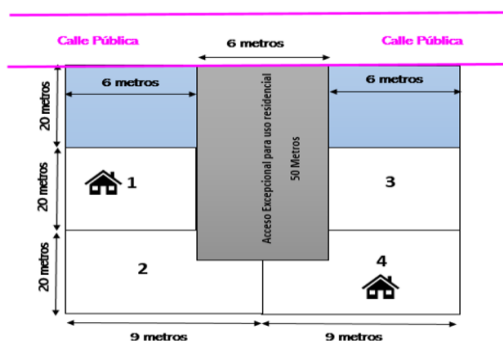 Calle Pública
Calle Pública
6 metros
6 metros
6 metros
20 metros
Acceso Excepcional para uso residencial
50 Metros
20 metros
1
3
20 metros
2
4
9 metros
9 metros